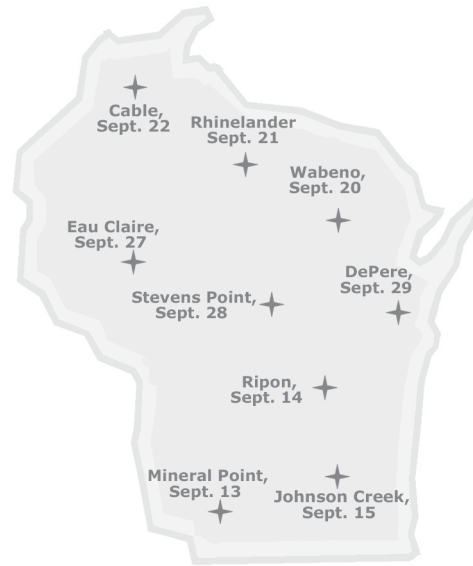 Cable,
Sept. 22
Rhinelander
Sept. 21
Wabeno,
Sept. 20
Eau Claire,
Sept. 27
DePere,
Sept. 29
Stevens Point,
Sept. 28
Ripon,
Sept. 14
Mineral Point,
Sept. 13
Johnson Creek,
Sept. 15